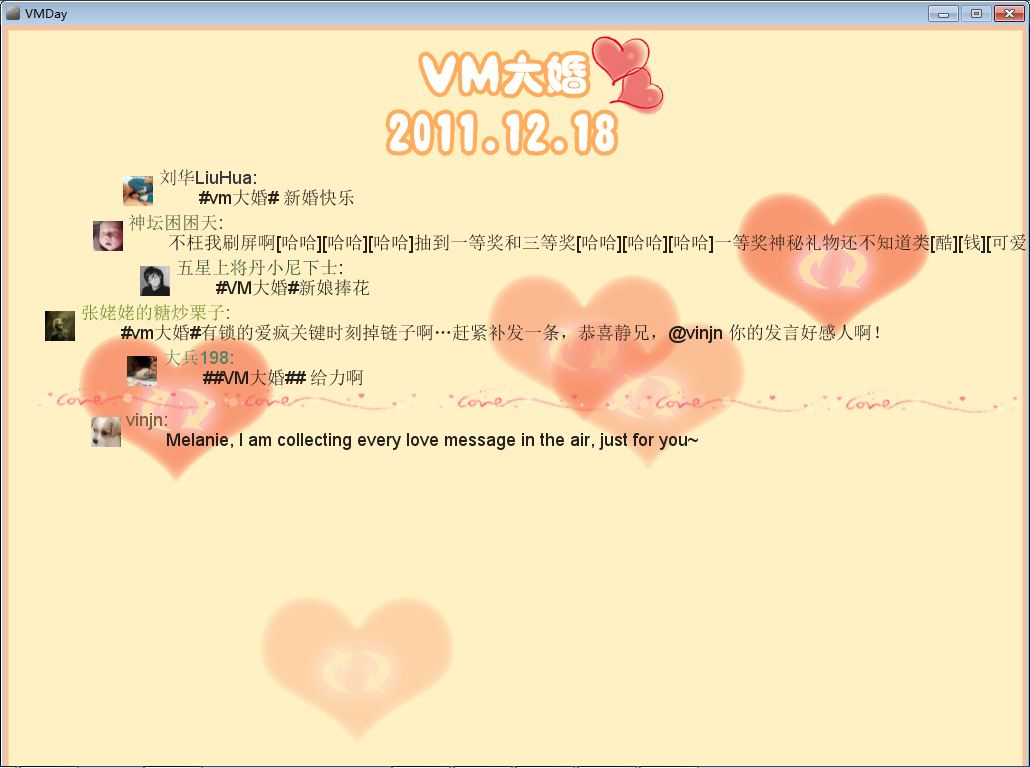 VMDay
VM大婚
2011.12.18
刘华LiuHua:
#vm大婚# 新婚快乐
神坛困困天:
不枉我刷屏啊[哈哈][哈哈][哈哈]抽到一等奖和三等奖[哈哈][哈哈][哈哈]一等奖神秘礼物还不知道类[酷][钱][可爱
五星上将丹小尼下士:
#VM大婚#新娘捧花
张姥姥的糖炒栗子:
#vm大婚#有锁的爱疯关键时刻掉链子啊…赶紧补发一条，恭喜静兄，@vinjn 你的发言好感人啊！
大兵198:
##VM大婚## 给力啊
love love love love love
vinjn:
Melanie, I am collecting every love message in the air, just for you~